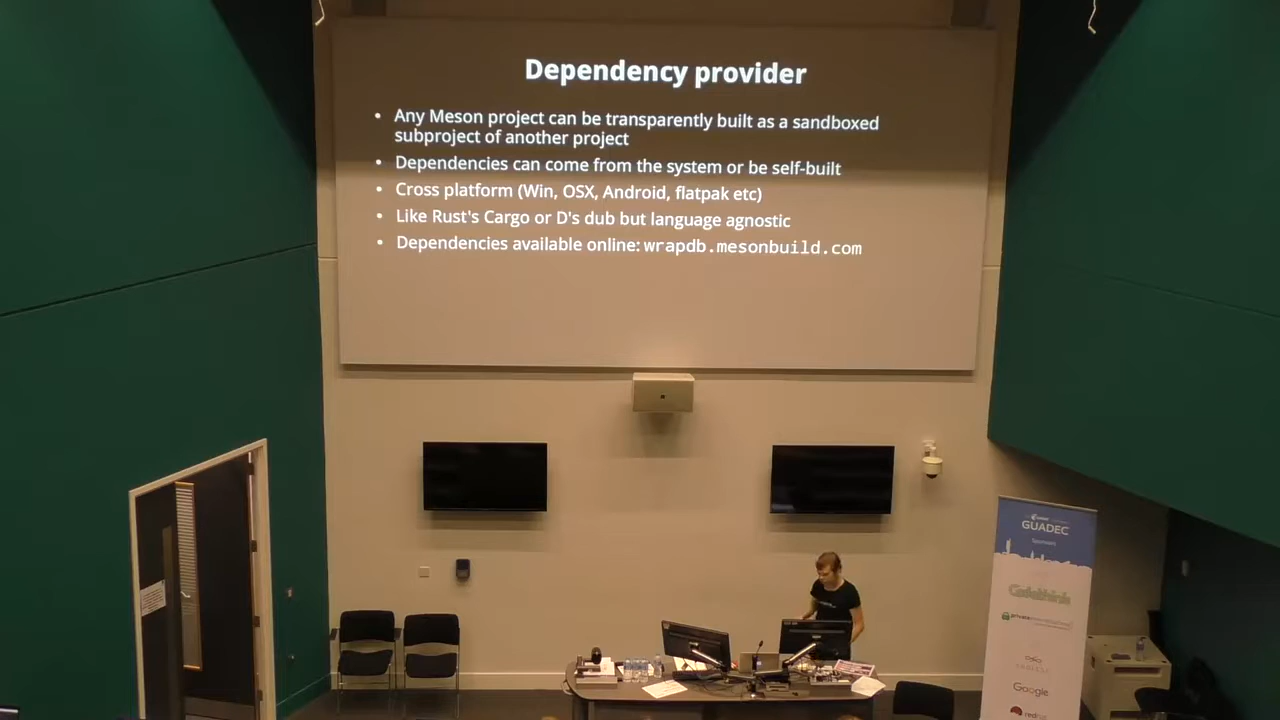 Dependency provider
• Any Meson project can be transparently built as a sandboxed
subproject of another project
• Dependencies can come from the system or be self-built
• Cross platform (Win, OSX, Android, flatpak etc)
• Like Rust's Cargo or D's dub but language agnostic
• Dependencies available online: wrapdb.mesonbuild.com
GUADEC
Sponsors
Codethink
Google